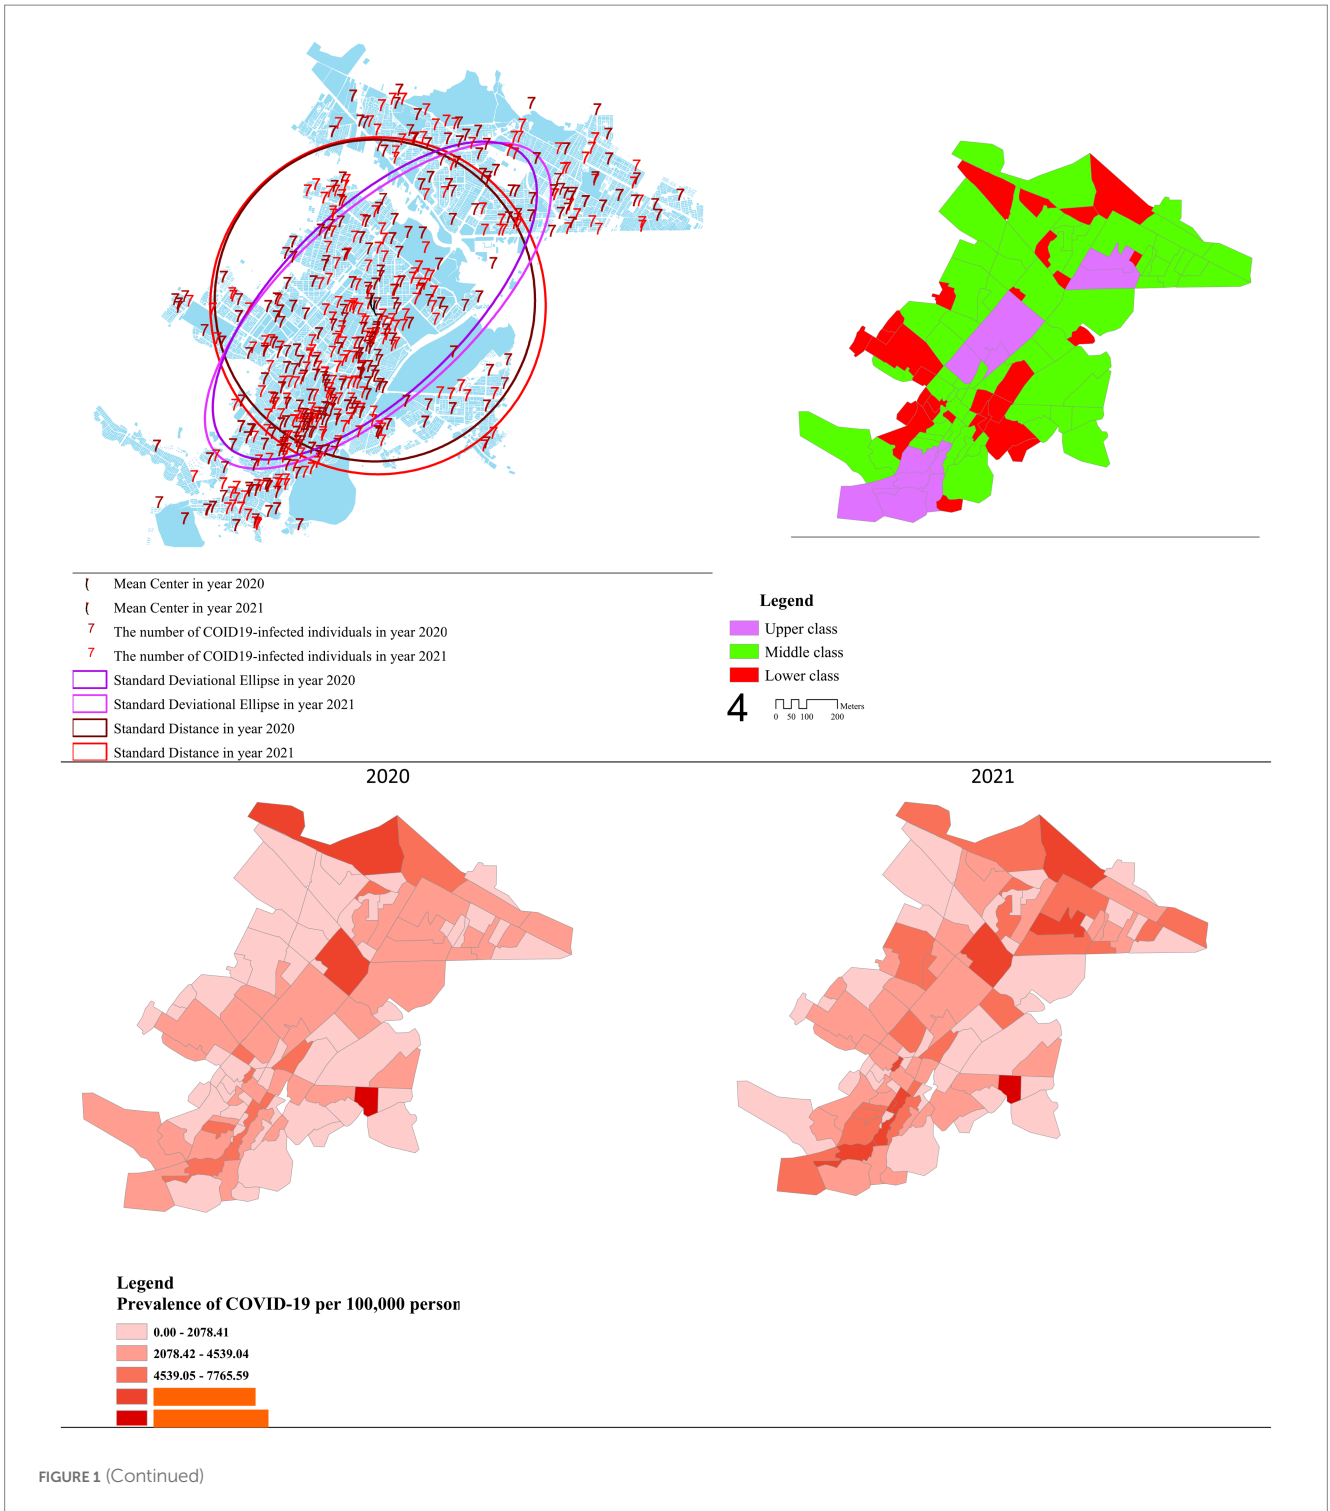 Mean Center in year 2020
Mean Center in year 2021
7 The number of COID19-infected individuals in year 2020
7 The number of COID19-infected individuals in year 2021
Standard Deviational Ellipse in year 2020
Standard Deviational Ellipse in year 2021
Standard Distance in year 2020
Standard Distance in year 2021
Legend
Upper class
Middle class
Lower class
4
Meters
0 50 100 200
2020
2021
Legend
Prevalence of COVID-19 per 100,000 person
0.00 - 2078.41
2078.42 - 4539.04
4539.05 - 7765.59
FIGURE 1 (Continued)